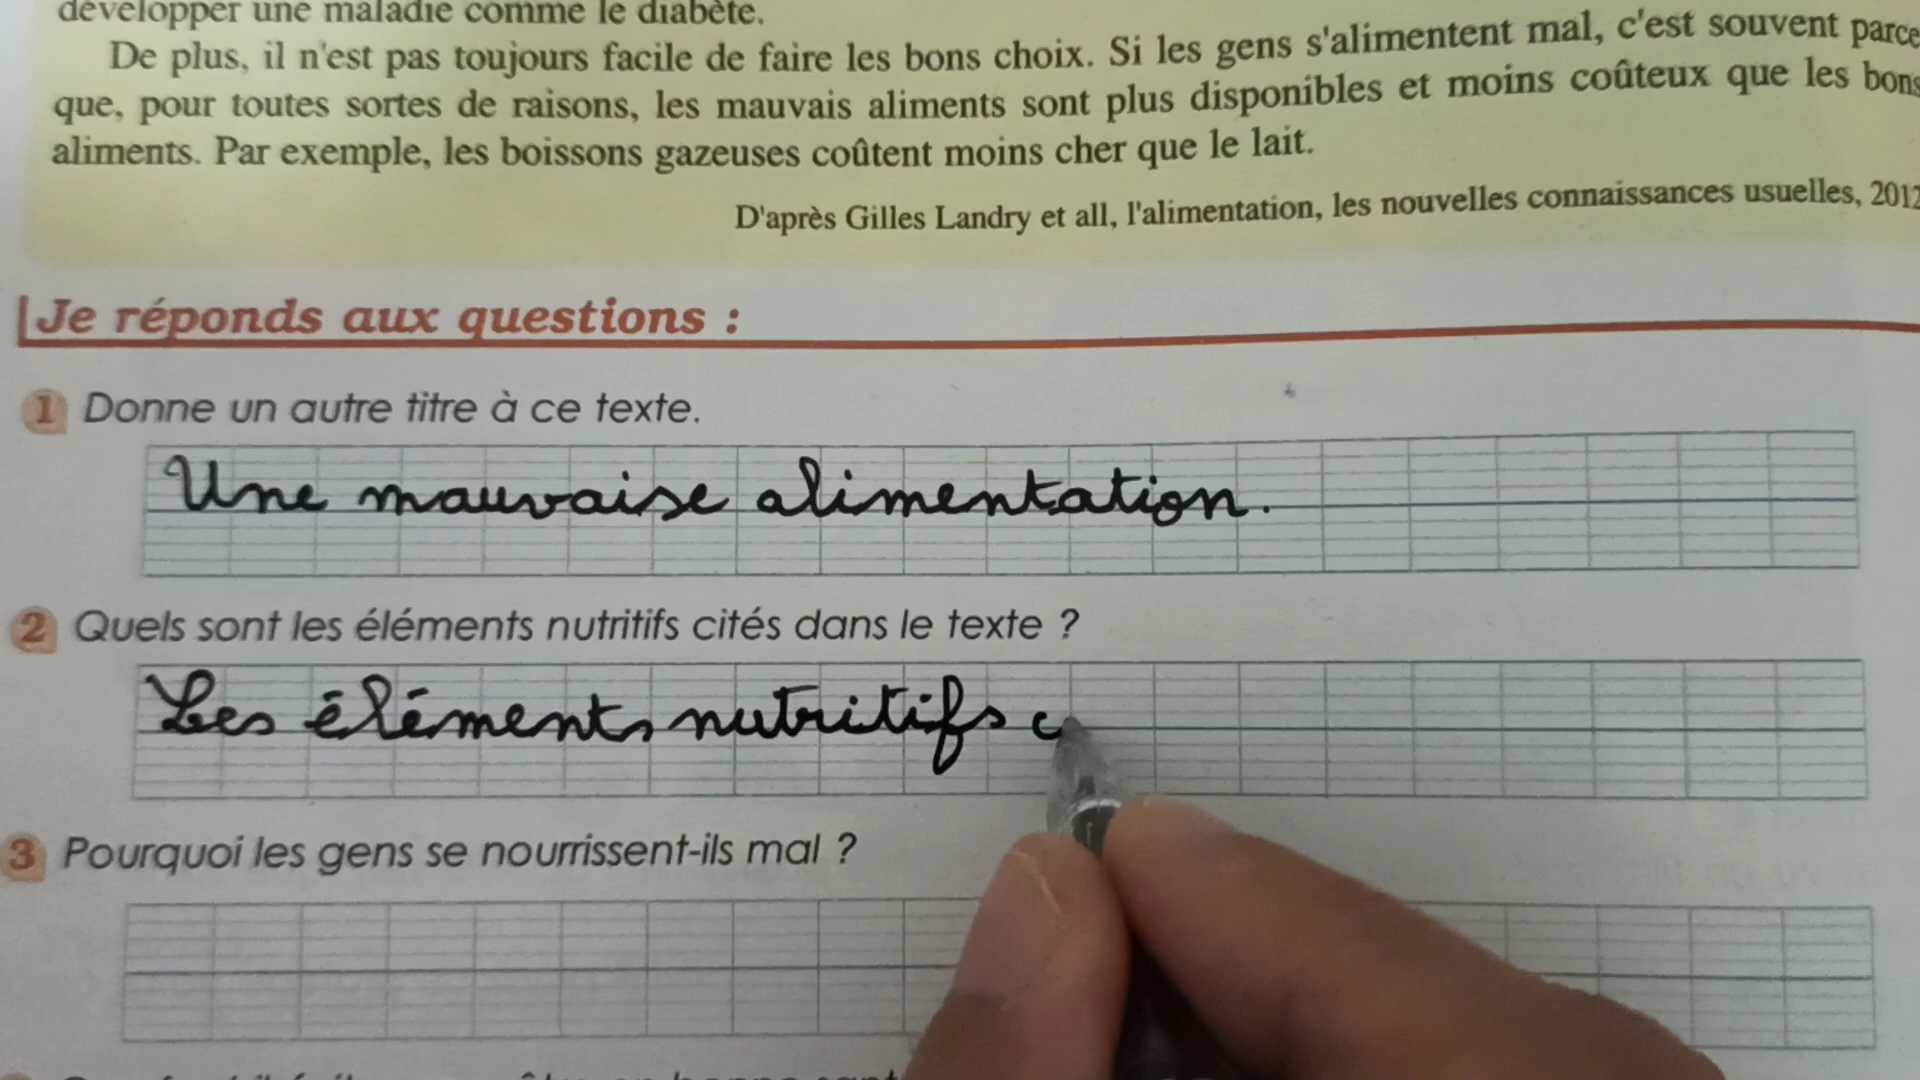 développer une maladie comme le diabète.
De plus, il n'est pas toujours facile de faire les bons choix. Si les gens s'alimentent mal, c'est souvent parce
que, pour toutes sortes de raisons, les mauvais aliments sont plus disponibles et moins coûteux que les bons
aliments. Par exemple, les boissons gazeuses coûtent moins cher que le lait.
D'après Gilles Landry et all, l'alimentation, les nouvelles connaissances usuelles, 2012
Je réponds aux questions :
1 Donne un autre titre à ce texte.
Une mauvaise alimentation.
2 Quels sont les éléments nutritifs cités dans le texte ?
Les éléments nutritifs c
3 Pourquoi les gens se nourrissent-ils mal ?